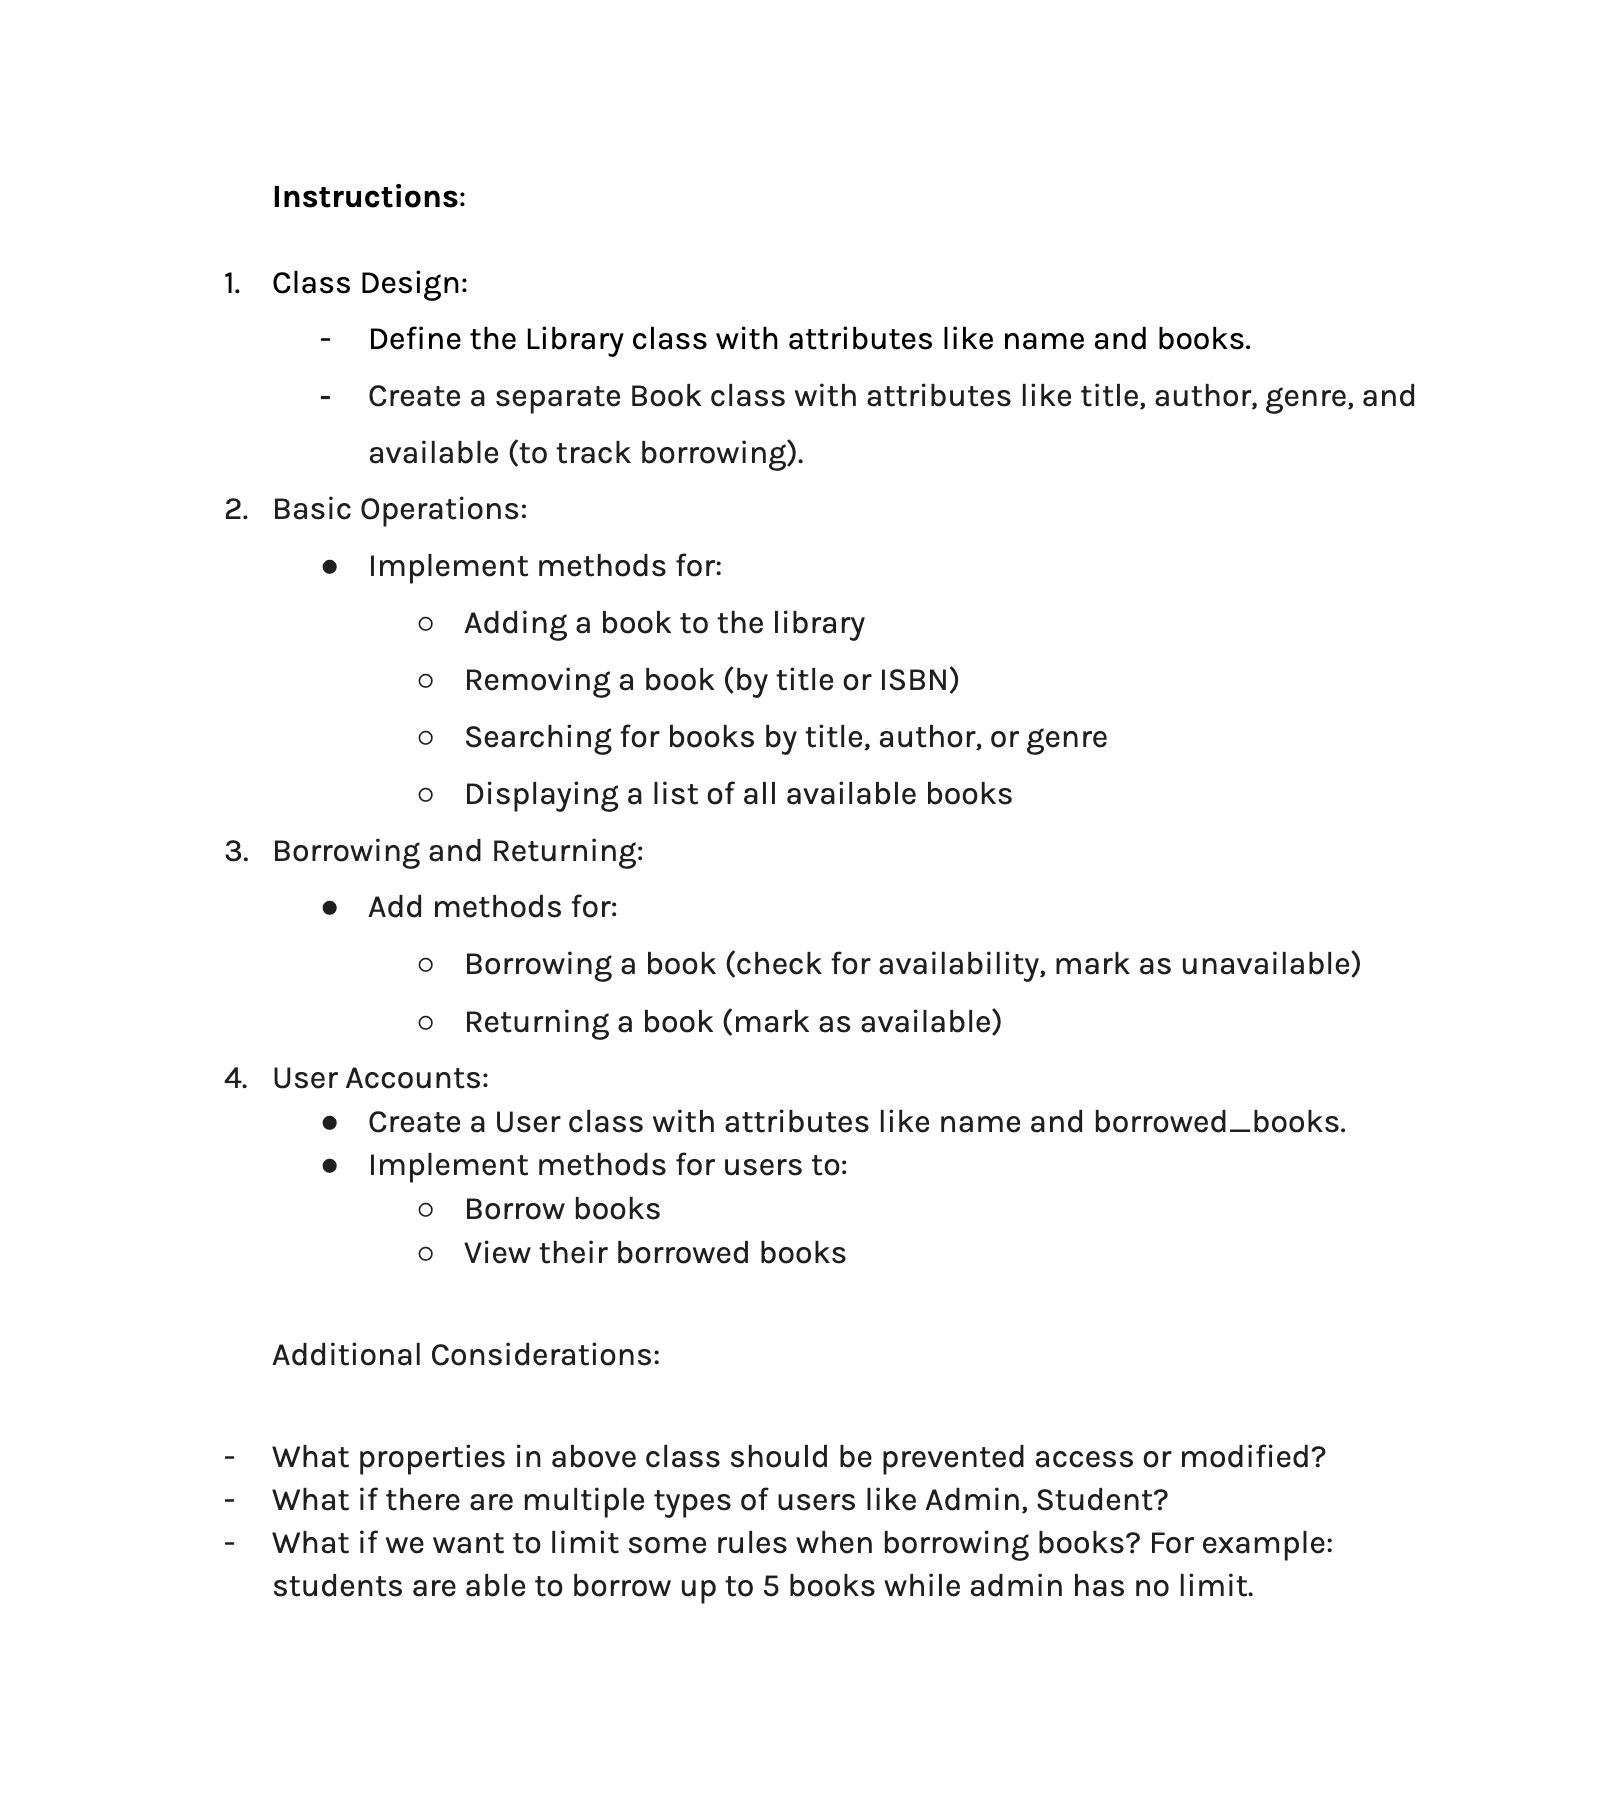 Instructions:
1. Class Design:
- Define the Library class with attributes like name and books.
- Create a separate Book class with attributes like title, author, genre, and
available (to track borrowing).
2. Basic Operations:
● Implement methods for:
○ Adding a book to the library
○ Removing a book (by title or ISBN)
○ Searching for books by title, author, or genre
○ Displaying a list of all available books
3. Borrowing and Returning:
● Add methods for:
○ Borrowing a book (check for availability, mark as unavailable)
○ Returning a book (mark as available)
4. User Accounts:
● Create a User class with attributes like name and borrowed_books.
● Implement methods for users to:
○ Borrow books
○ View their borrowed books
Additional Considerations:
- What properties in above class should be prevented access or modified?
- What if there are multiple types of users like Admin, Student?
- What if we want to limit some rules when borrowing books? For example:
students are able to borrow up to 5 books while admin has no limit.